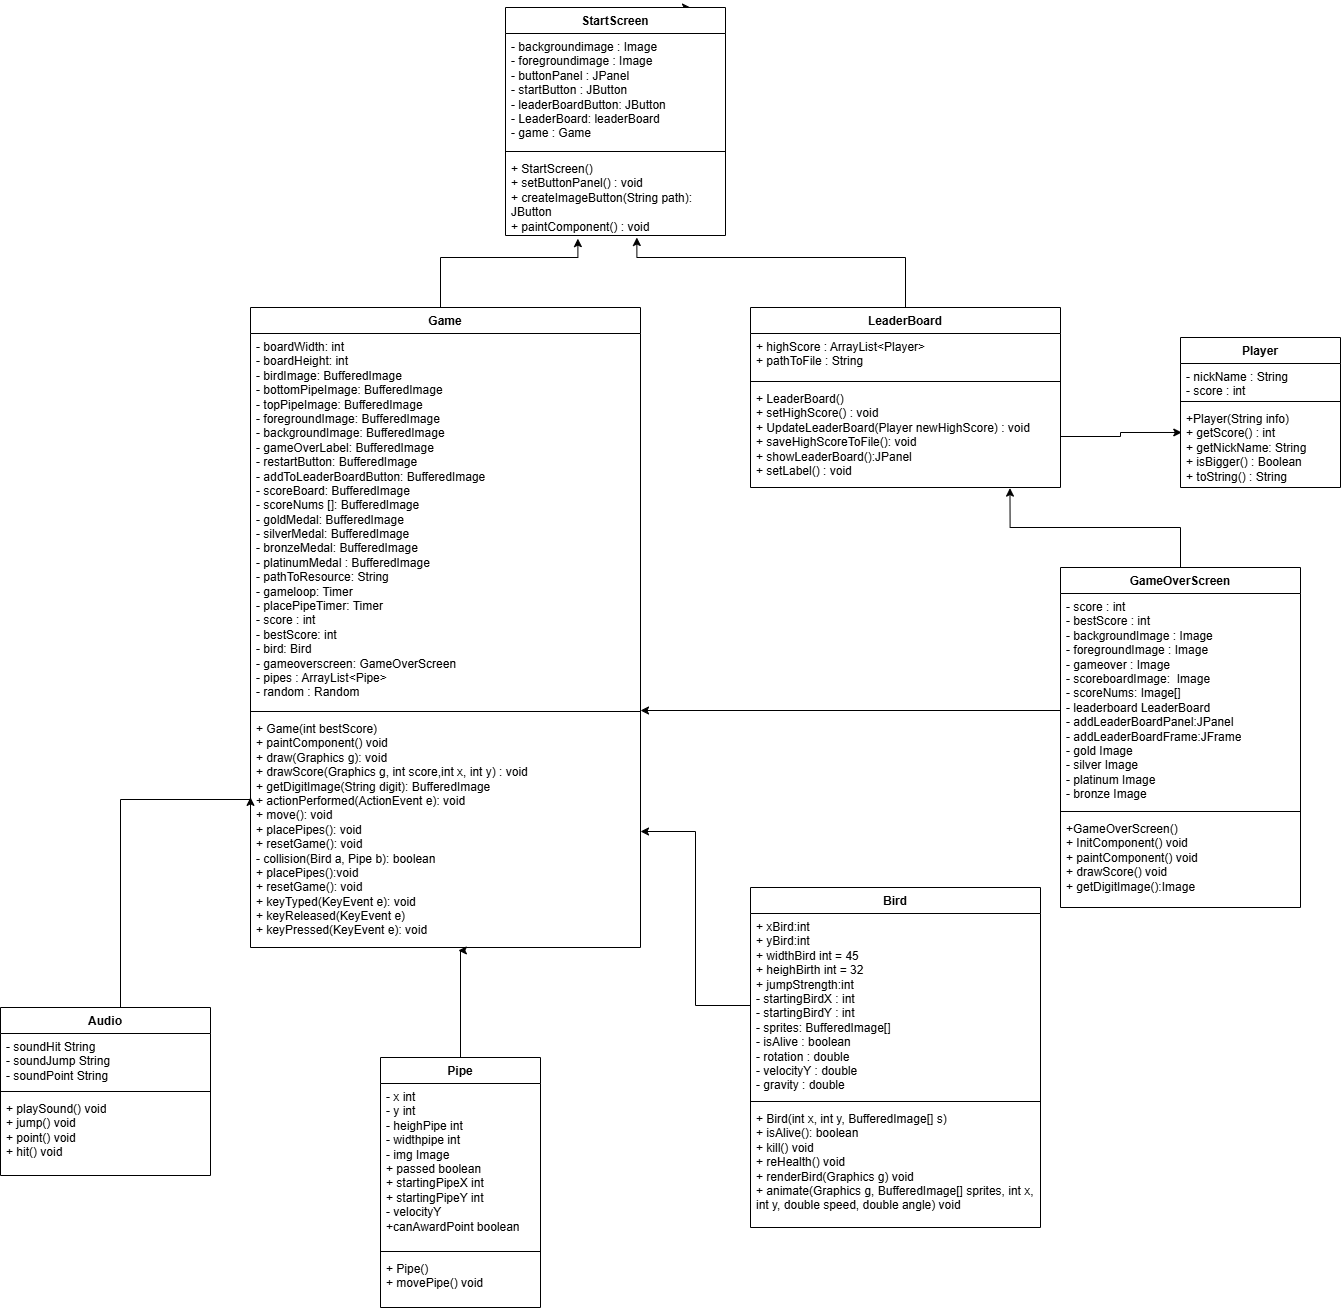 StartScreen
- backgroundimage : Image
- foregroundimage : Image
- buttonPanel : JPanel
- startButton : JButton
- leaderBoardButton: JButton
- LeaderBoard: leaderBoard
- game : Game
+ StartScreen()
+ setButtonPanel() : void
+ createImageButton(String path):
JButton
+ paintComponent() : void
Game
- boardWidth: int
- boardHeight: int
- birdImage: BufferedImage
- bottomPipeImage: BufferedImage
- topPipeImage: BufferedImage
- foregroundImage: BufferedImage
- backgroundImage: BufferedImage
- gameOverLabel: BufferedImage
- restartButton: BufferedImage
- addToLeaderBoardButton: BufferedImage
- scoreBoard: BufferedImage
- scoreNums []: BufferedImage
- goldMedal: BufferedImage
- silverMedal: BufferedImage
- bronzeMedal: BufferedImage
- platinumMedal : BufferedImage
- pathToResource: String
- gameloop: Timer
- placePipeTimer: Timer
- score : int
- bestScore: int
- bird: Bird
- gameoverscreen: GameOverScreen
- pipes : ArrayList<Pipe>
- random : Random
+ Game(int bestScore)
+ paintComponent() void
+ draw(Graphics g): void
+ drawScore(Graphics g, int score,int x, int y) : void
+ getDigitImage(String digit): BufferedImage
+ actionPerformed(ActionEvent e): void
+ move(): void
+ placePipes(): void
+ resetGame(): void
- collision(Bird a, Pipe b): boolean
+ placePipes():void
+ resetGame(): void
+ keyTyped(KeyEvent e): void
+ keyReleased(KeyEvent e)
+ keyPressed(KeyEvent e): void
LeaderBoard
+ highScore : ArrayList<Player>
+ pathToFile : String
+ LeaderBoard()
+ setHighScore() : void
+ UpdateLeaderBoard(Player newHighScore) : void
+ saveHighScoreToFile(): void
+ showLeaderBoard():JPanel
+ setLabel() : void
Player
- nickName : String
- score : int
+Player(String info)
+ getScore() : int
+ getNickName: String
+ isBigger() : Boolean
+ toString() : String
GameOverScreen
- score : int
- bestScore : int
- backgroundImage : Image
- foregroundImage : Image
- gameover : Image
- scoreboardImage:  Image
- scoreNums: Image[]
- leaderboard LeaderBoard
- addLeaderBoardPanel:JPanel
- addLeaderBoardFrame:JFrame
- gold Image
- silver Image
- platinum Image
- bronze Image
+GameOverScreen()
+ InitComponent() void
+ paintComponent() void
+ drawScore() void
+ getDigitImage():Image
Bird
+ xBird:int
+ yBird:int
+ widthBird int = 45
+ heighBirth int = 32
+ jumpStrength:int
- startingBirdX : int
- startingBirdY : int
- sprites: BufferedImage[]
- isAlive : boolean
- rotation : double
- velocityY : double
- gravity : double
+ Bird(int x, int y, BufferedImage[] s)
+ isAlive(): boolean
+ kill() void
+ reHealth() void
+ renderBird(Graphics g) void
+ animate(Graphics g, BufferedImage[] sprites, int x,
int y, double speed, double angle) void
Audio
- soundHit String
- soundJump String
- soundPoint String
+ playSound() void
+ jump() void
+ point() void
+ hit() void
Pipe
- x int
- y int
- heighPipe int
- widthpipe int
- img Image
+ passed boolean
+ startingPipeX int
+ startingPipeY int
- velocityY
+canAwardPoint boolean
+ Pipe()
+ movePipe() void